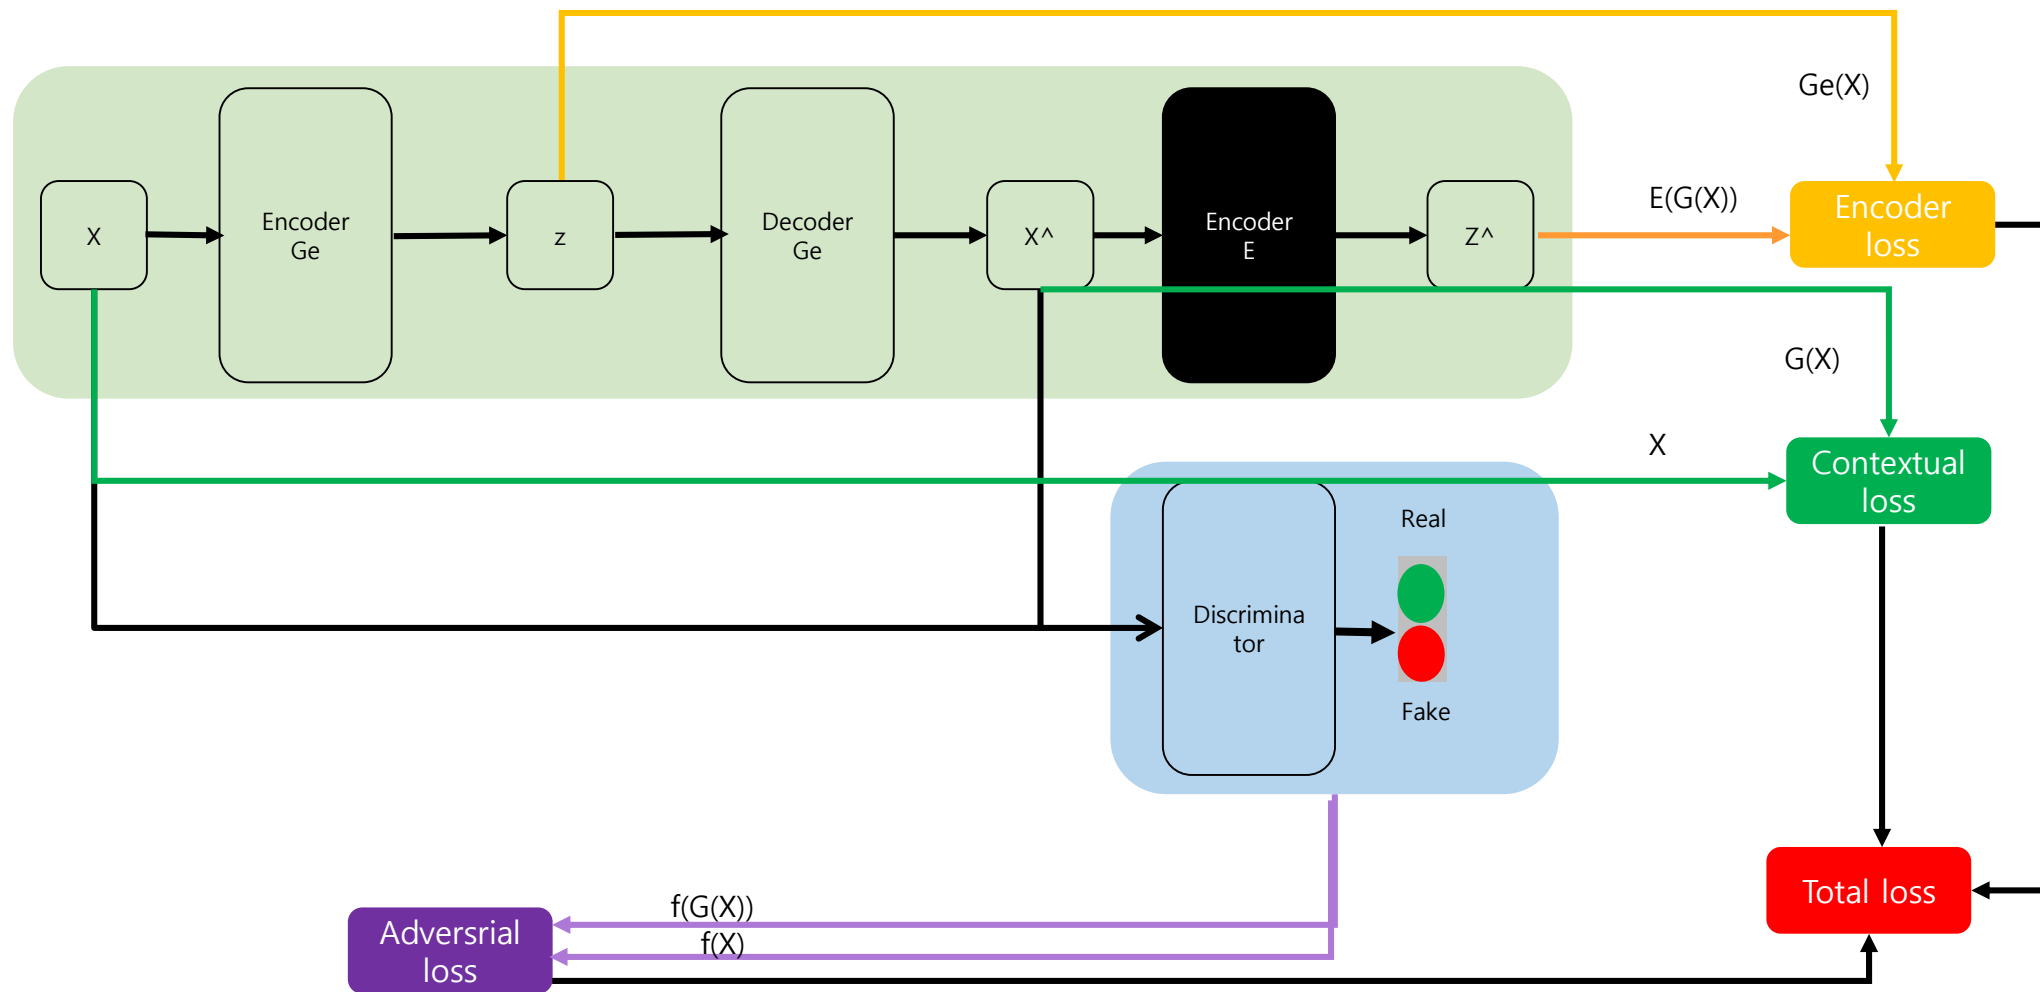 Ge(X)
X
Encoder
Ge
z
Decoder
Ge
X^
Encoder
E
Z^
E(G(X))
Encoder
loss
G(X)
X
Contextual
loss
Real
Discrimina
tor
Fake
Total loss
f(G(X))
f(X)
Adversrial
loss